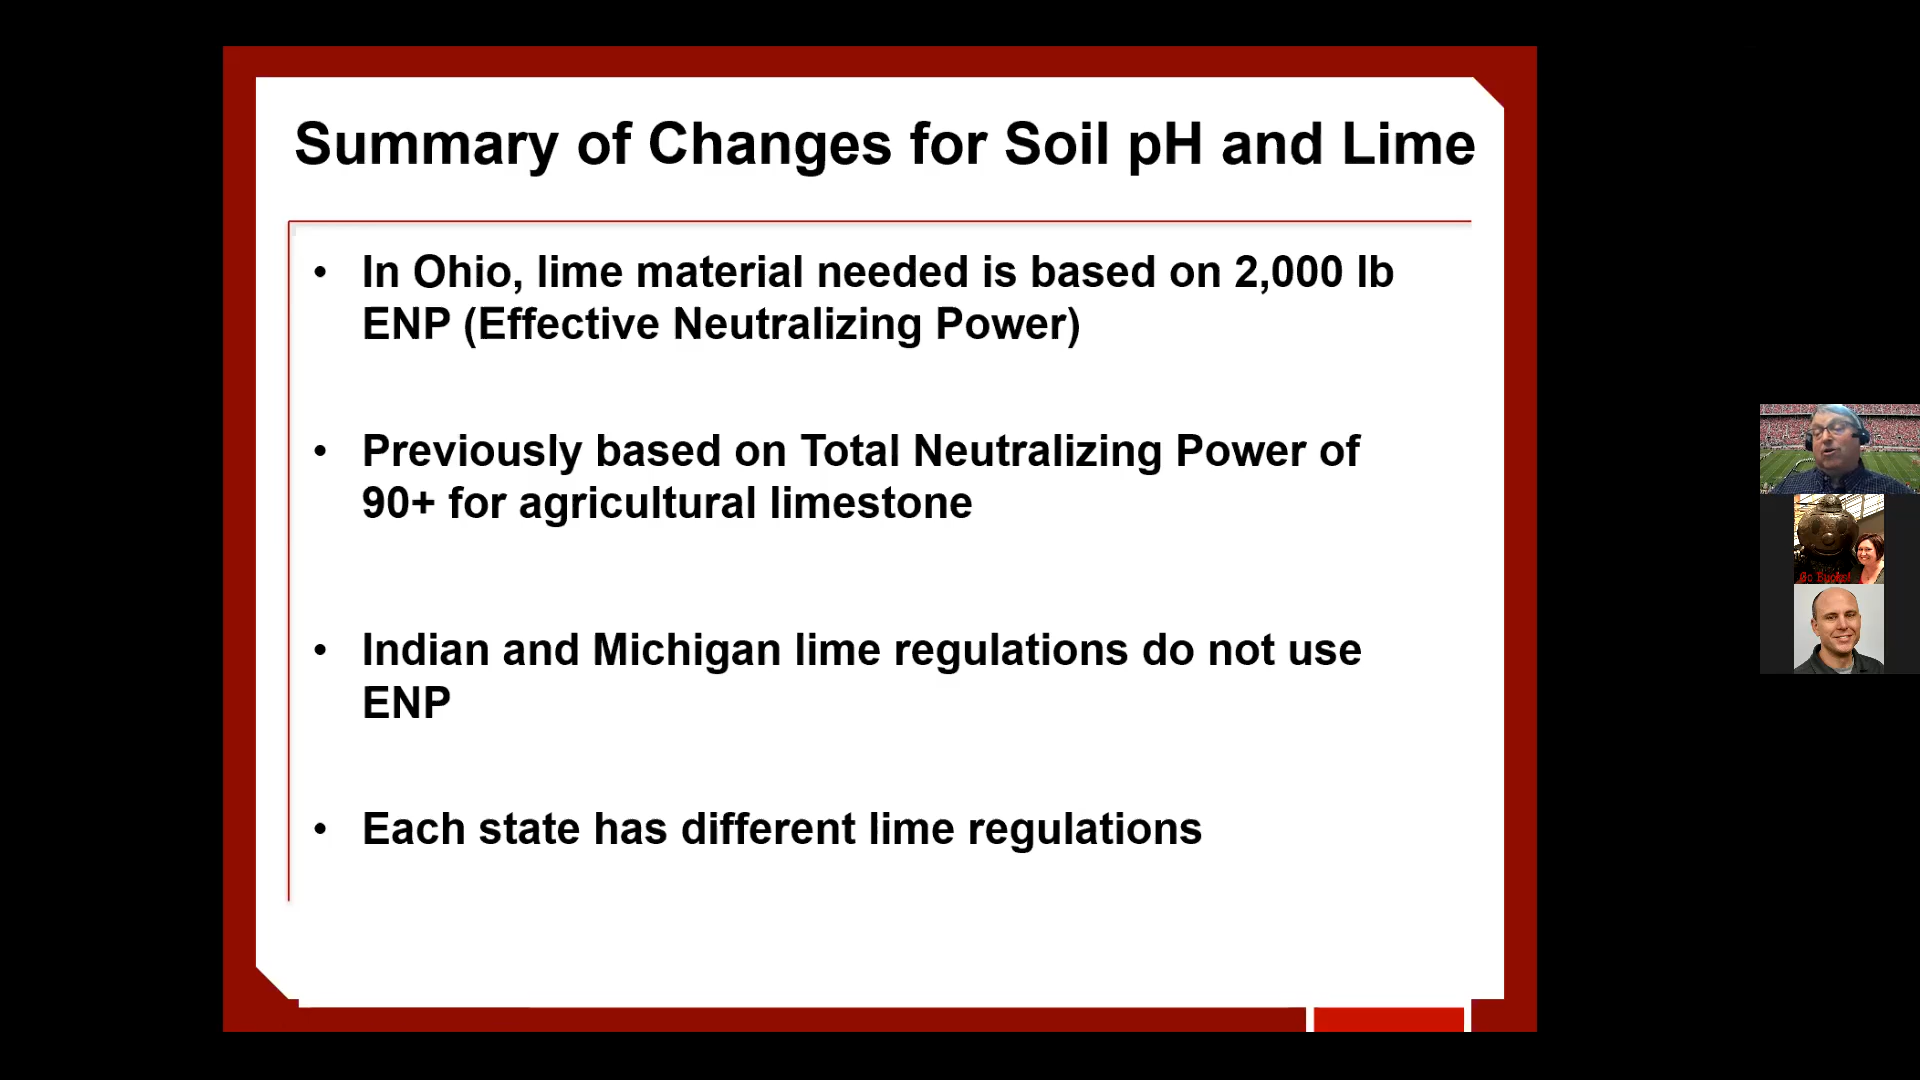 Summary of Changes for Soil pH and Lime
• In Ohio, lime material needed is based on 2,000 lb
ENP (Effective Neutralizing Power)
• Previously based on Total Neutralizing Power of
90+ for agricultural limestone
• Indian and Michigan lime regulations do not use
ENP
• Each state has different lime regulations